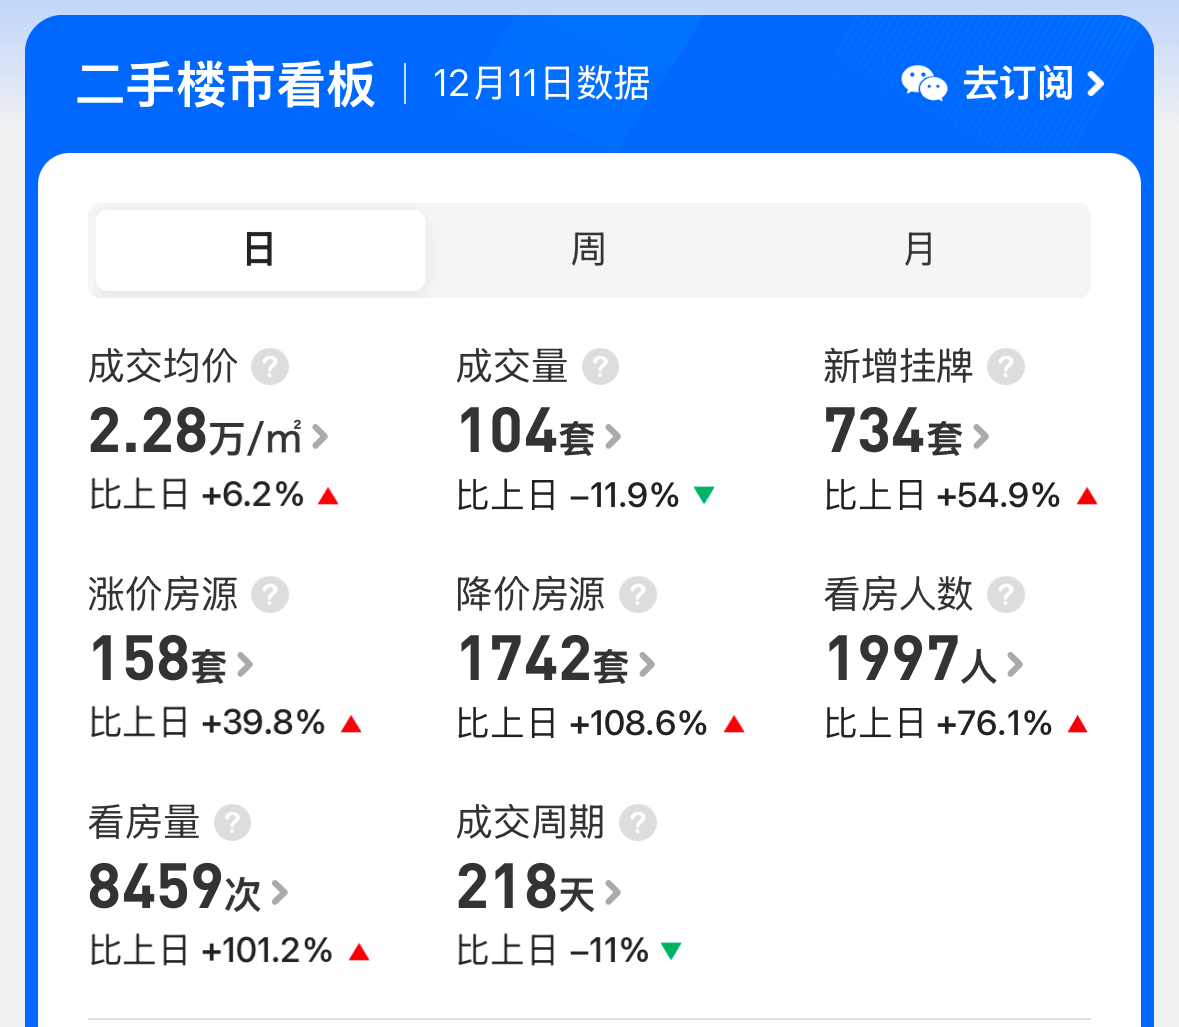 二手楼市看板 12月11日数据 去订阅
日 周 月
成交均价 ? 成交量 ? 新增挂牌 ?
2.28万/㎡ 104套 734套
比上日 +6.2% ▲ 比上日 –11.9% ▼ 比上日 +54.9% ▲
涨价房源 ? 降价房源 ? 看房人数 ?
158套 1742套 1997人
比上日 +39.8% ▲ 比上日 +108.6% ▲ 比上日 +76.1% ▲
看房量 ? 成交周期 ?
8459次 218天
比上日 +101.2% ▲ 比上日 –11% ▼